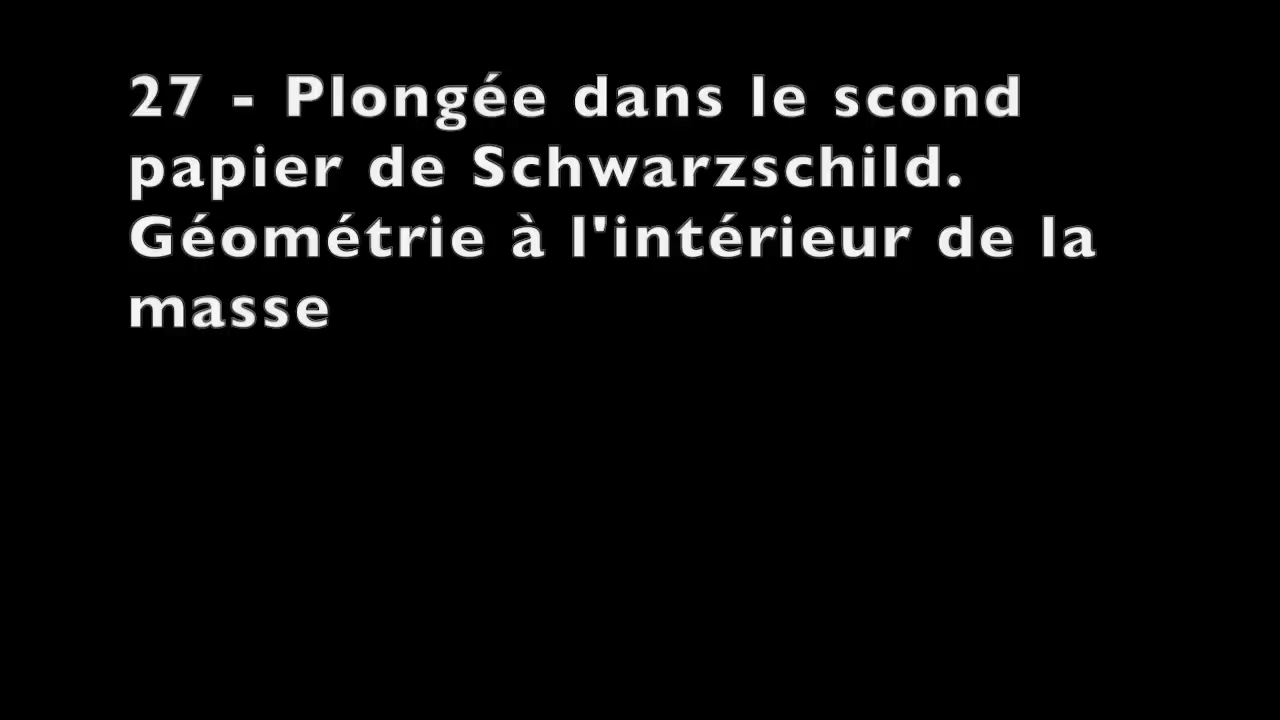 27 - Plongée dans le scond
papier de Schwarzschild.
Géométrie à l'intérieur de la
masse